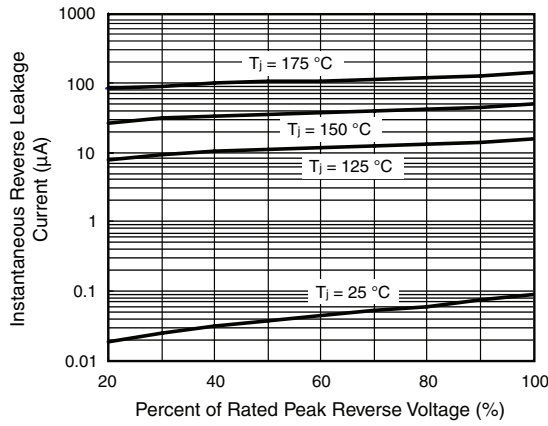 1000
100
10
1
0.1
0.01
Instantaneous Reverse Leakage
Current (μA)
Tj = 175 °C
Tj = 150 °C
Tj = 125 °C
Tj = 25 °C
20
40
60
80
100
Percent of Rated Peak Reverse Voltage (%)